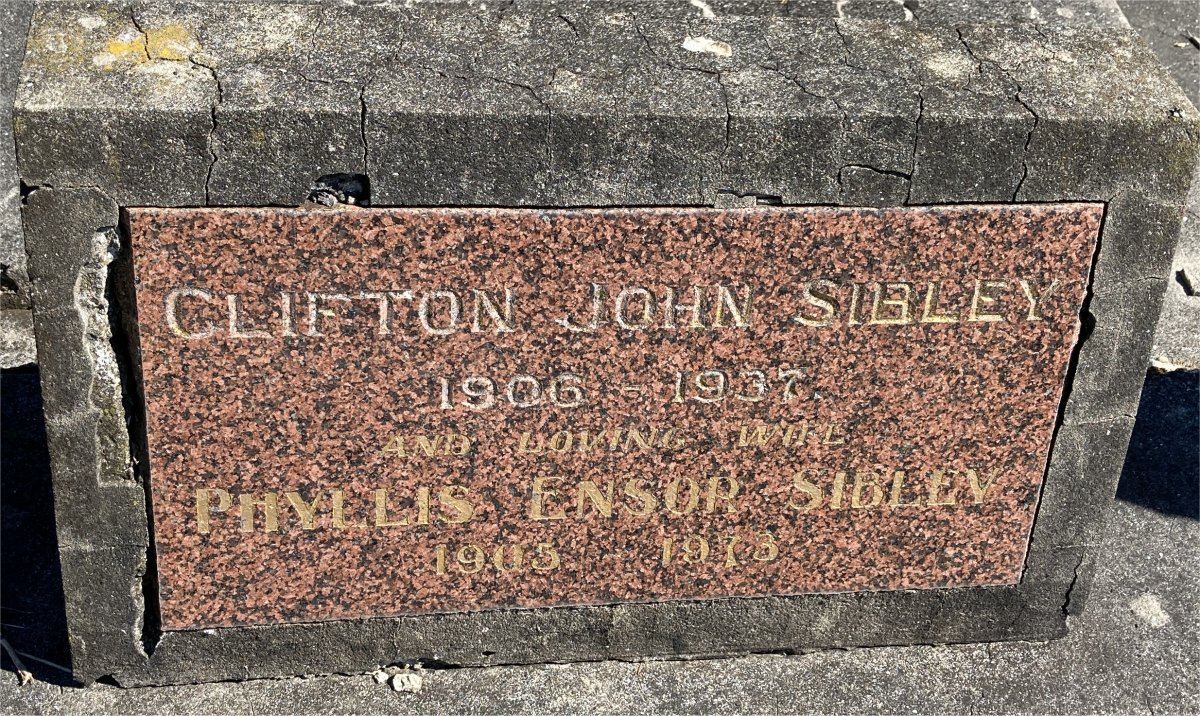 CLIFTON JOHN SIBLEY
1906 - 1937.
AND LOVING WIFE
PHYLLIS ENSOR SIBLEY
1905 - 1973